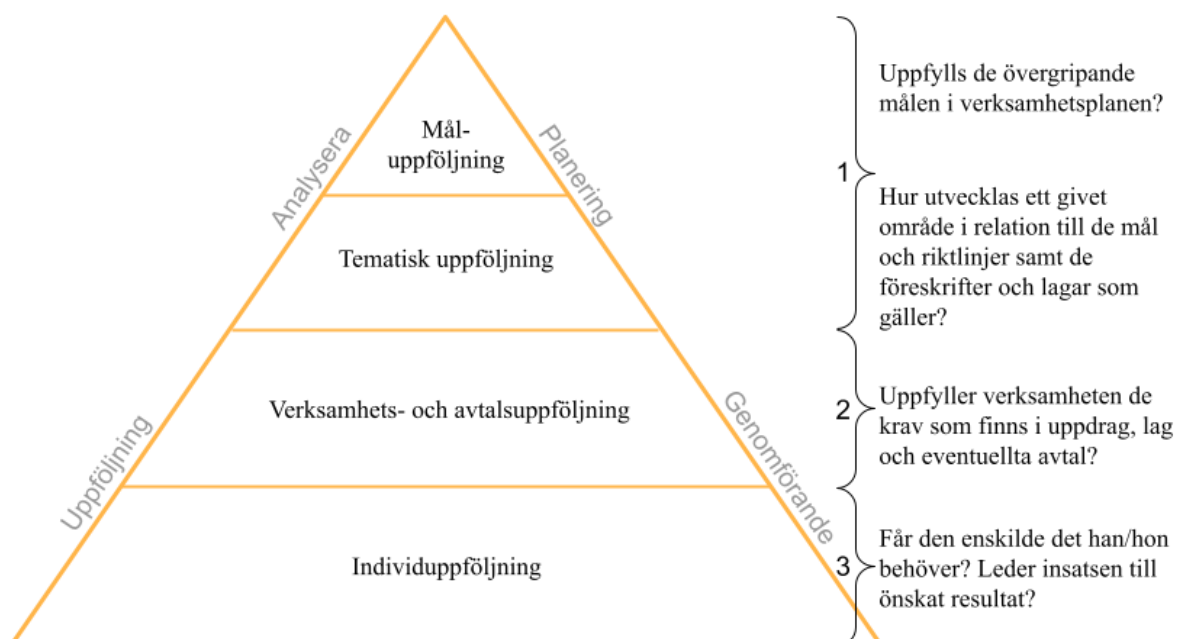 Analysera
Planering
Uppföljning
Genomförande
Mål-
uppföljning
Tematisk uppföljning
Verksamhets- och avtalsuppföljning
Individuppföljning
1
Uppfylls de övergripande
målen i verksamhetsplanen?
Hur utvecklas ett givet
område i relation till de mål
och riktlinjer samt de
föreskrifter och lagar som
gäller?
2
Uppfyller verksamheten de
krav som finns i uppdrag, lag
och eventuellta avtal?
3
Får den enskilde det han/hon
behöver? Leder insatsen till
önskat resultat?